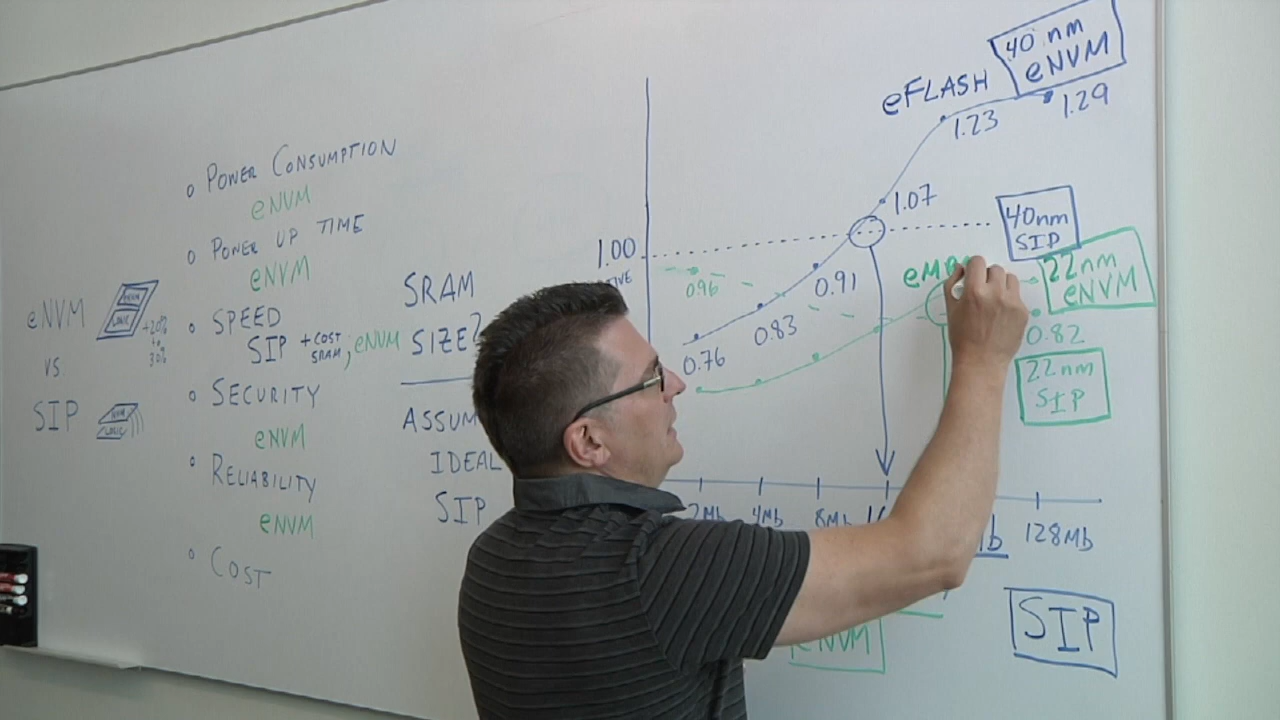 eNVM
vs
SIP
+20%
to
30%
o Power Consumption
eNVM
o Power up time
eNVM
o Speed
SIP + Cost SRAM, eNVM
o Security
eNVM
o Reliability
eNVM
o Cost
SRAM
SIZE?
IDEAL
SIP
1.00
eFLASH
40 nm
eNVM
1.29
1.23
1.07
0.91
0.83
0.76
0.96
40nm
SIP
22nm
eNVM
0.82
22nm
SIP
2Mb
4Mb
8Mb
128Mb
eNVM
SIP